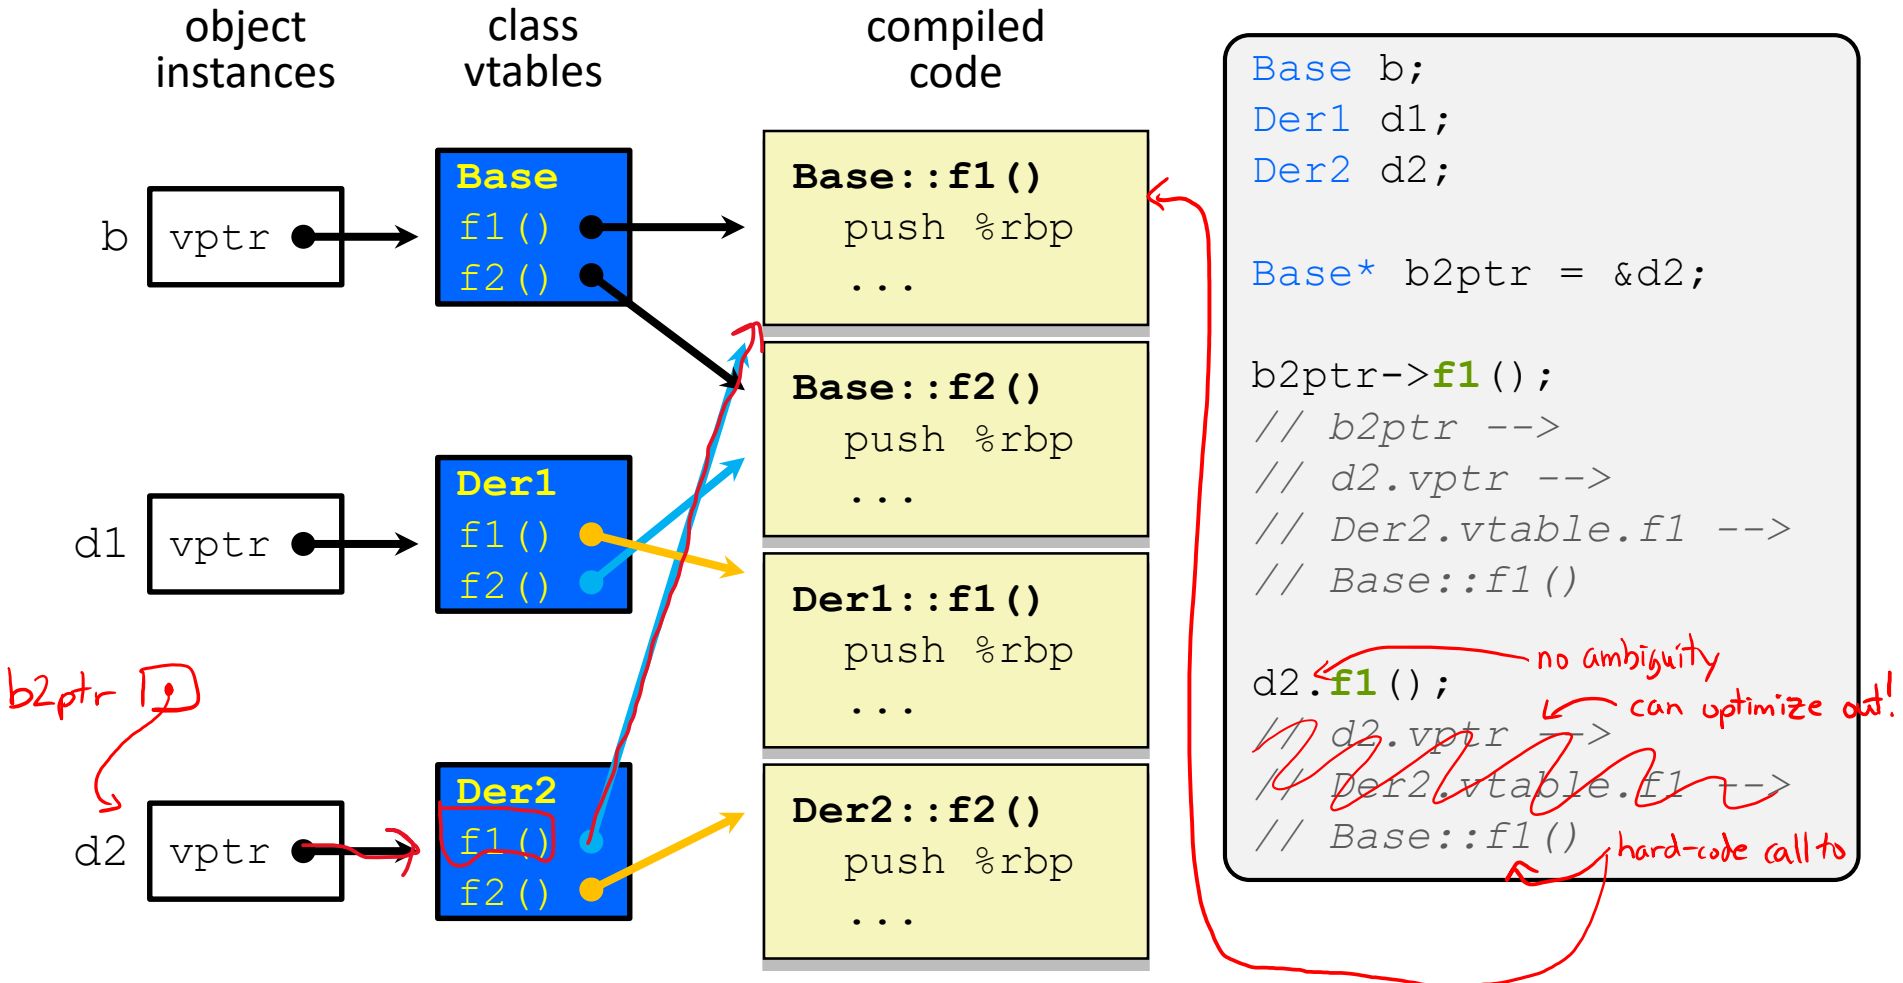 object
instances
class
vtables
compiled
code
b
vptr
Base
f1()
f2()
Base::f1()
push %rbp
...
Base::f2()
push %rbp
...
d1
vptr
Der1
f1()
f2()
Der1::f1()
push %rbp
...
b2ptr
d2
vptr
Der2
f1()
f2()
Der2::f2()
push %rbp
...
Base b;
Der1 d1;
Der2 d2;
Base* b2ptr = &d2;
b2ptr->f1();
// b2ptr -->
// d2.vptr -->
// Der2.vtable.f1 -->
// Base::f1()
no ambiguity
d2.f1();
can optimize out!
// d2.vptr -->
// Der2.vtable.f1 -->
// Base::f1()
hard-code call to